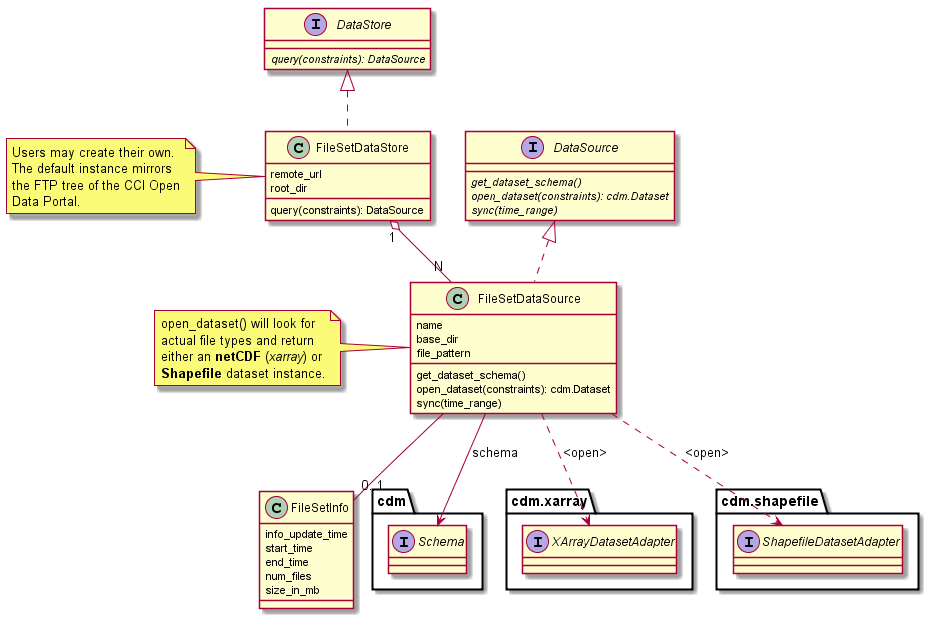 I DataStore
query(constraints): DataSource
Users may create their own.
The default instance mirrors
the FTP tree of the CCI Open
Data Portal.
C FileSetDataStore
remote_url
root_dir
query(constraints): DataSource
I DataSource
get_dataset_schema()
open_dataset(constraints): cdm.Dataset
sync(time_range)
1
N
open_dataset() will look for
actual file types and return
either an netCDF (xarray) or
Shapefile dataset instance.
C FileSetDataSource
name
base_dir
file_pattern
get_dataset_schema()
open_dataset(constraints): cdm.Dataset
sync(time_range)
schema
<open>
<open>
0..1
C FileSetInfo
info_update_time
start_time
end_time
num_files
size_in_mb
cdm
I Schema
cdm.xarray
I XArrayDatasetAdapter
cdm.shapefile
I ShapefileDatasetAdapter